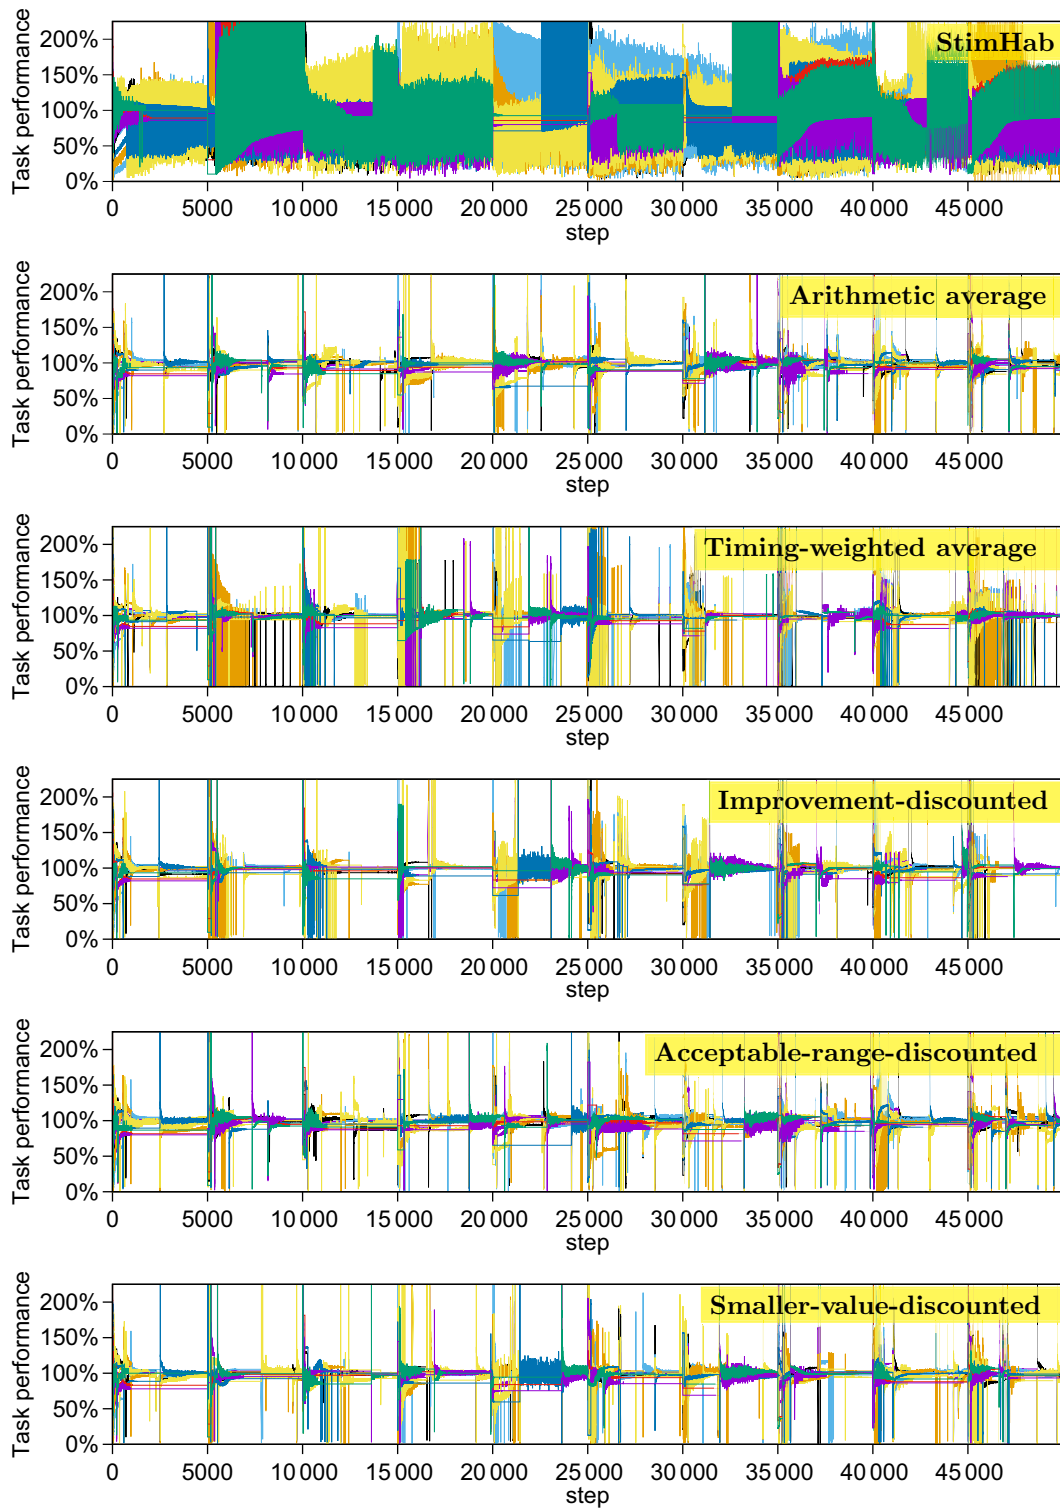 StimHab
Task performance
200%
150%
100%
50%
0%
0 5000 10 000 15 000 20 000 25 000 30 000 35 000 40 000 45 000
step
Arithmetic average
Task performance
200%
150%
100%
50%
0%
0 5000 10 000 15 000 20 000 25 000 30 000 35 000 40 000 45 000
step
Timing-weighted average
Task performance
200%
150%
100%
50%
0%
0 5000 10 000 15 000 20 000 25 000 30 000 35 000 40 000 45 000
step
Improvement-discounted
Task performance
200%
150%
100%
50%
0%
0 5000 10 000 15 000 20 000 25 000 30 000 35 000 40 000 45 000
step
Acceptable-range-discounted
Task performance
200%
150%
100%
50%
0%
0 5000 10 000 15 000 20 000 25 000 30 000 35 000 40 000 45 000
step
Smaller-value-discounted
Task performance
200%
150%
100%
50%
0%
0 5000 10 000 15 000 20 000 25 000 30 000 35 000 40 000 45 000
step